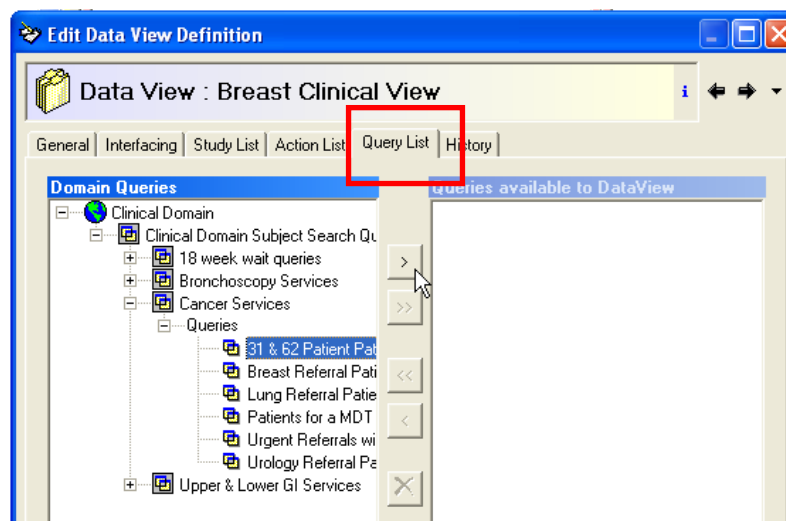 Edit Data View Definition
Data View : Breast Clinical View
i
General Interfacing Study List Action List Query List History
Domain Queries
Queries available to DataView
Clinical Domain
Clinical Domain Subject Search Qu
18 week wait queries
Bronchoscopy Services
Cancer Services
Queries
31 & 62 Patient Pat
Breast Referral Pati
Lung Referral Patie
Patients for a MDT
Urgent Referrals wi
Urology Referral Pa
Upper & Lower GI Services
>
>>
<<
<